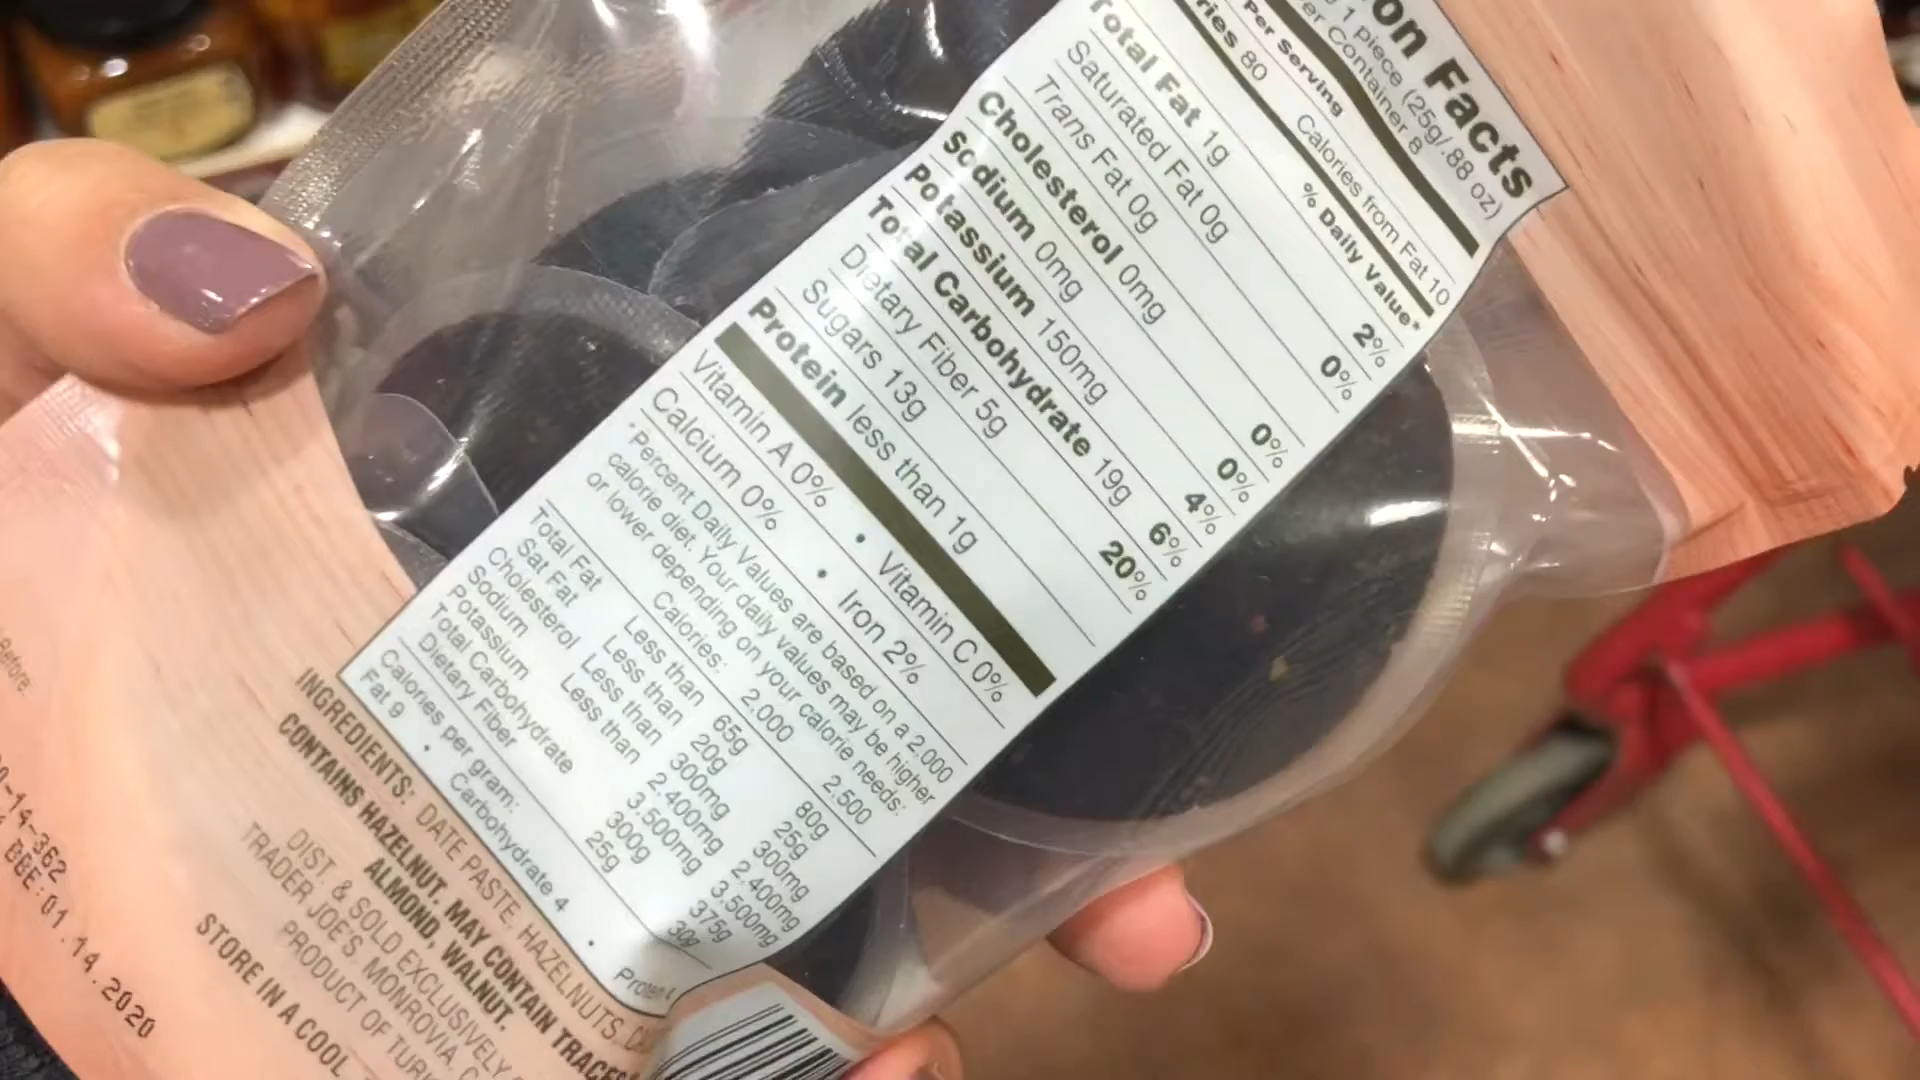 on Facts
1 piece (25g/.88 oz)
er Container 8
Per Serving
ries 80 Calories from Fat 10
% Daily Value*
Total Fat 1g 2%
Saturated Fat 0g 0%
Trans Fat 0g
Cholesterol 0mg 0%
Sodium 0mg 0%
Potassium 150mg 4%
Total Carbohydrate 19g 6%
Dietary Fiber 5g 20%
Sugars 13g
Protein less than 1g
Vitamin A 0% • Vitamin C 0%
Calcium 0% • Iron 2%
*Percent Daily Values are based on a 2,000
calorie diet. Your daily values may be higher
or lower depending on your calorie needs:
Calories: 2,000 2,500
Total Fat Less than 65g 80g
Sat Fat Less than 20g 25g
Cholesterol Less than 300mg 300mg
Sodium Less than 2,400mg 2,400mg
Potassium 3,500mg 3,500mg
Total Carbohydrate 300g 375g
Dietary Fiber 25g 30g
Calories per gram:
Fat 9 • Carbohydrate 4 • Protein 4
INGREDIENTS: DATE PASTE, HAZELNUTS,
CONTAINS HAZELNUT. MAY CONTAIN TRACES
ALMOND, WALNUT.
DIST. & SOLD EXCLUSIVELY
TRADER JOE'S MONROVIA, C
PRODUCT OF TURK
STORE IN A COOL
Before:
0-14-362
BBE:01.14.2020